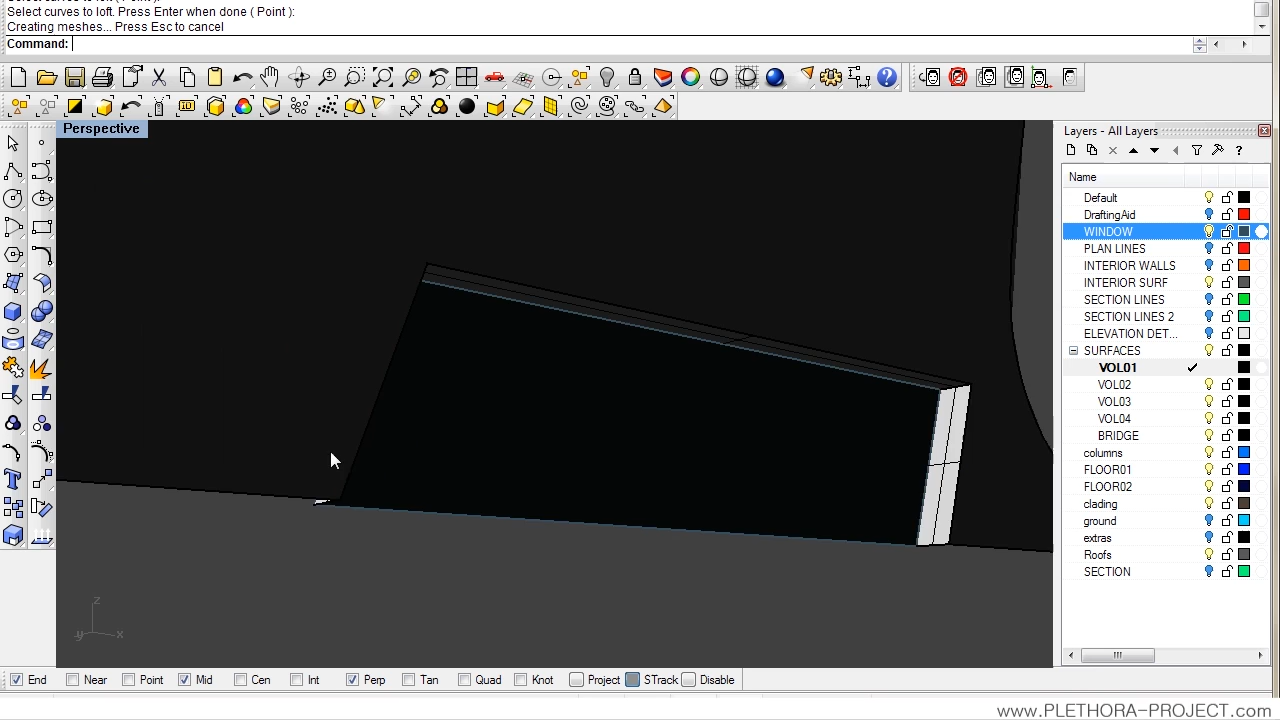 Select curves to loft. Press Enter when done ( Point ):
Creating meshes... Press Esc to cancel
Command:
Perspective
Layers - All Layers
Name
Default
DraftingAid
WINDOW
PLAN LINES
INTERIOR WALLS
INTERIOR SURF
SECTION LINES
SECTION LINES 2
ELEVATION DET...
SURFACES
VOL01
VOL02
VOL03
VOL04
BRIDGE
columns
FLOOR01
FLOOR02
clading
ground
extras
Roofs
SECTION
z
y x
End Near Point Mid Cen Int Perp Tan Quad Knot Project STrack Disable
www.PLETHORA-PROJECT.com